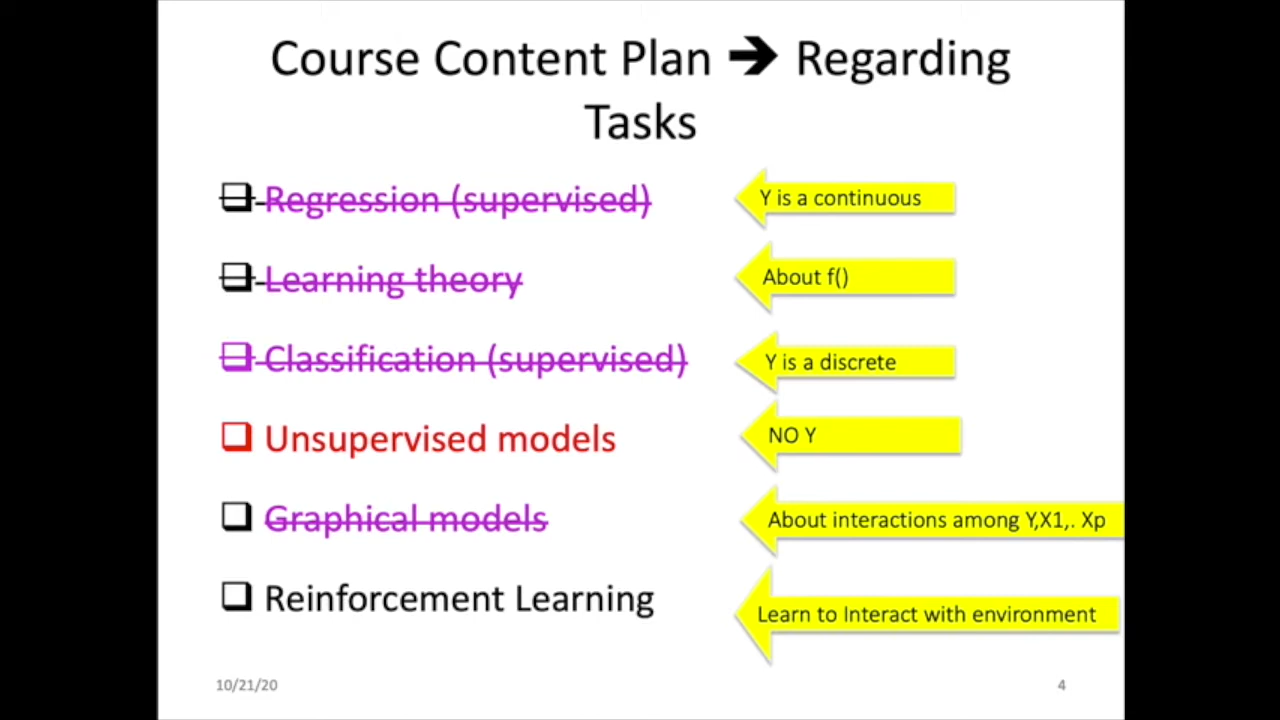 Course Content Plan ➔ Regarding
Tasks
Regression (supervised)
Y is a continuous
Learning theory
About f()
Classification (supervised)
Y is a discrete
Unsupervised models
NO Y
Graphical models
About interactions among Y,X1,. Xp
Reinforcement Learning
Learn to Interact with environment
10/21/20
4